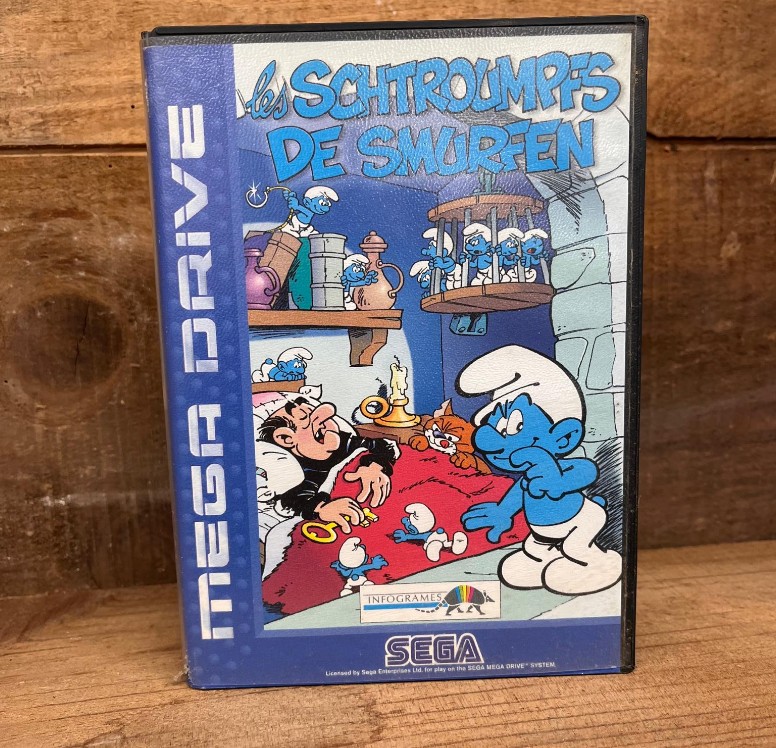 les SCHTROUMPFS
DE SMURFEN
MEGA DRIVE
INFOGRAMES
SEGA
Licensed by Sega Enterprises Ltd. for play on the SEGA MEGA DRIVE™ SYSTEM.